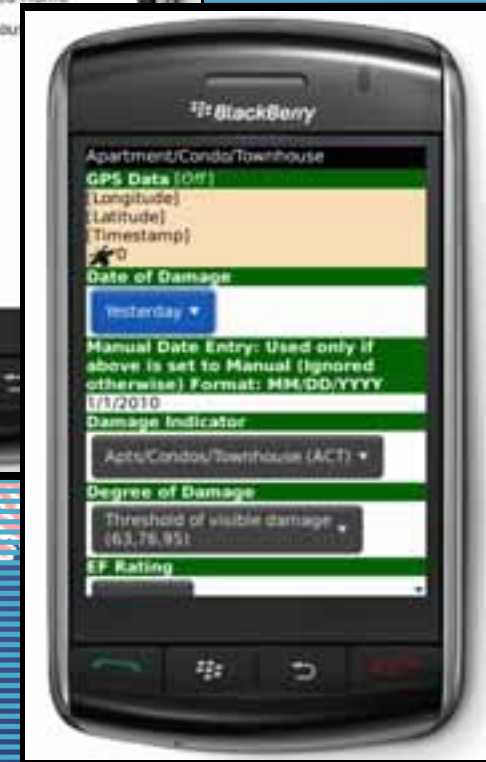 BlackBerry
Apartment/Condo/Townhouse
GPS Data [Off]
[Longitude]
[Latitude]
[Timestamp]
0
Date of Damage
Yesterday
Manual Date Entry: Used only if
above is set to Manual (Ignored
otherwise) Format: MM/DD/YYYY
1/1/2010
Damage Indicator
Apts/Condos/Townhouse (ACT)
Degree of Damage
Threshold of visible damage
(63,76,95)
EF Rating